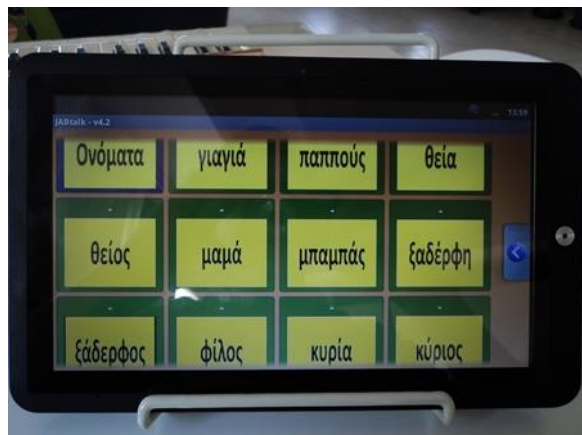 JABtalk - v4.2
13:59
Ονόματα γιαγιά παππούς θεία
θείος μαμά μπαμπάς ξαδέρφη
ξάδερφος φίλος κυρία κύριος